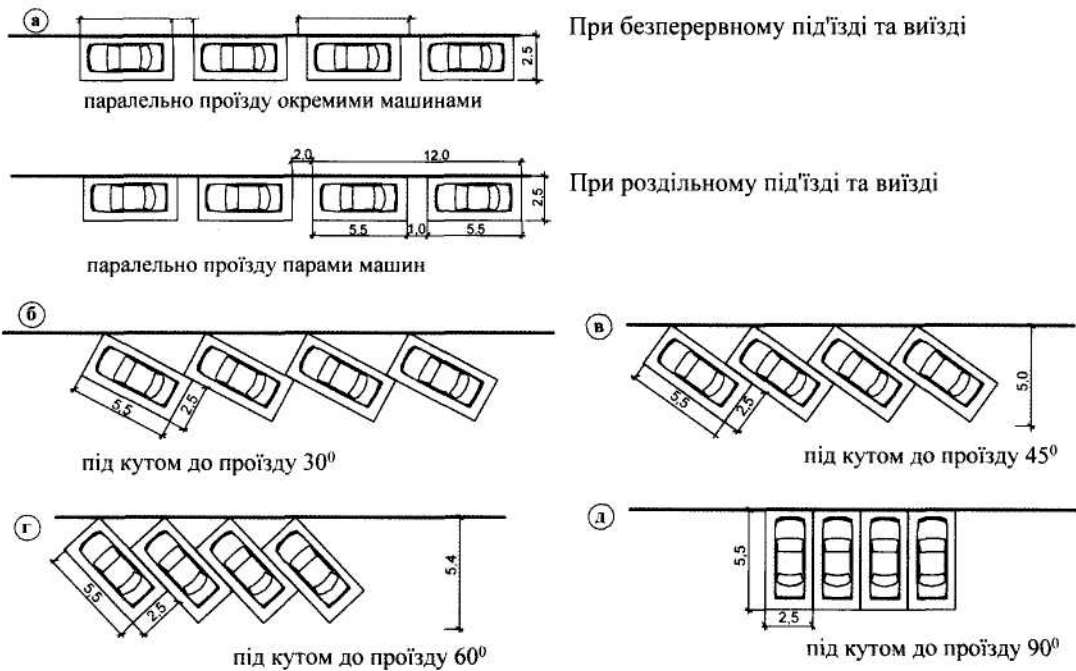 а
При безперервному під'їзді та виїзді
2,5
паралельно проїзду окремими машинами
2,0 12,0
При роздільному під'їзді та виїзді
2,5
5,5 1,0 5,5
паралельно проїзду парами машин
б
5,5 2,5
під кутом до проїзду 30⁰
в
5,5 2,5 5,0
під кутом до проїзду 45⁰
г
5,5 2,5 5,4
під кутом до проїзду 60⁰
д
5,5
2,5
під кутом до проїзду 90⁰